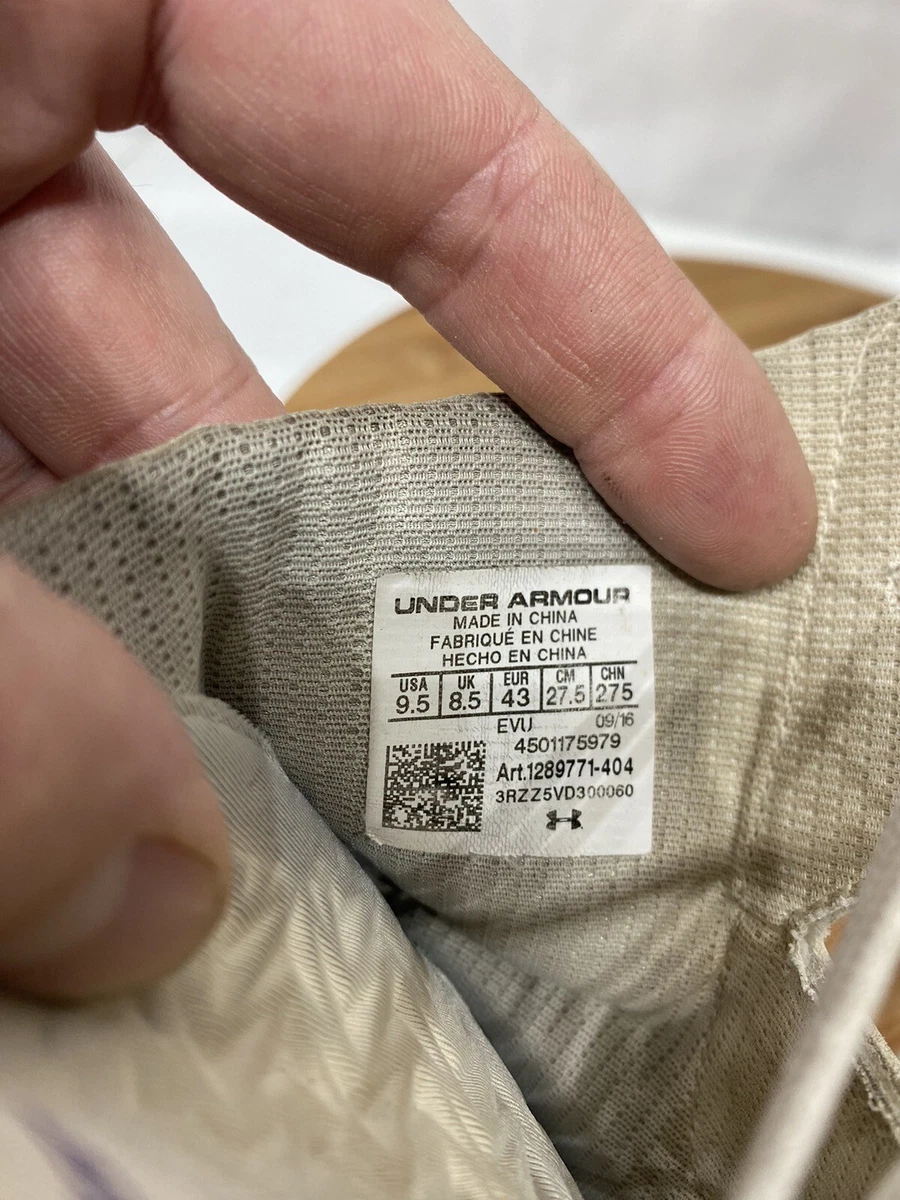 UNDER ARMOUR
MADE IN CHINA
FABRIQUÉ EN CHINE
HECHO EN CHINA
USA UK EUR CM CHN
9.5 8.5 43 27.5 275
EVU 09/16
4501175979
Art.1289771-404
3RZZ5VD300060